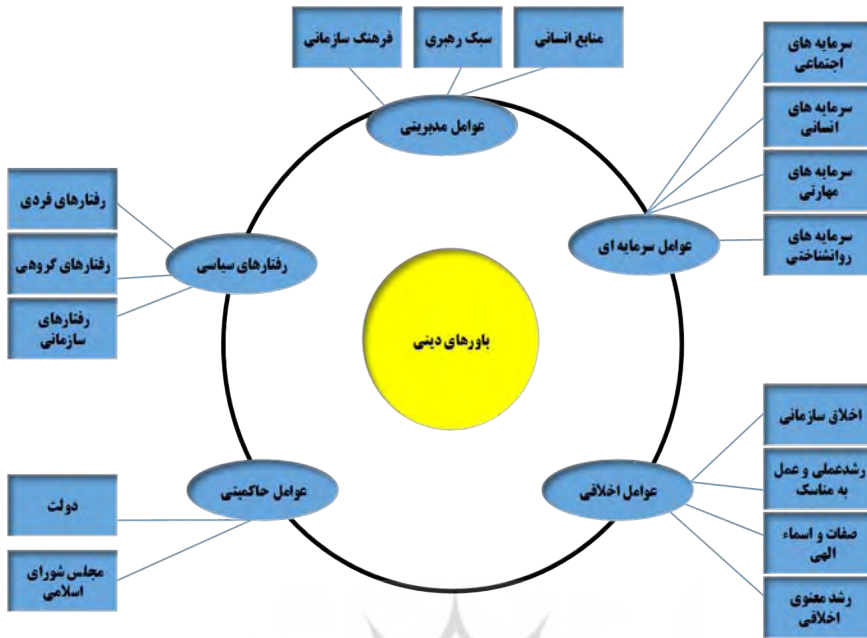 منابع انسانی
سبک رهبری
فرهنگ سازمانی
عوامل مدیریتی
سرمایه های
اجتماعی
سرمایه های
انسانی
سرمایه های
مهارتی
سرمایه های
روانشناختی
عوامل سرمایه ای
رفتارهای فردی
رفتارهای گروهی
رفتارهای
سازمانی
رفتارهای سیاسی
باورهای دینی
اخلاق سازمانی
رشدعملی و عمل
به مناسک
صفات و اسماء
الهی
رشد معنوی
اخلاقی
عوامل اخلاقی
عوامل حاکمیتی
دولت
مجلس شورای
اسلامی